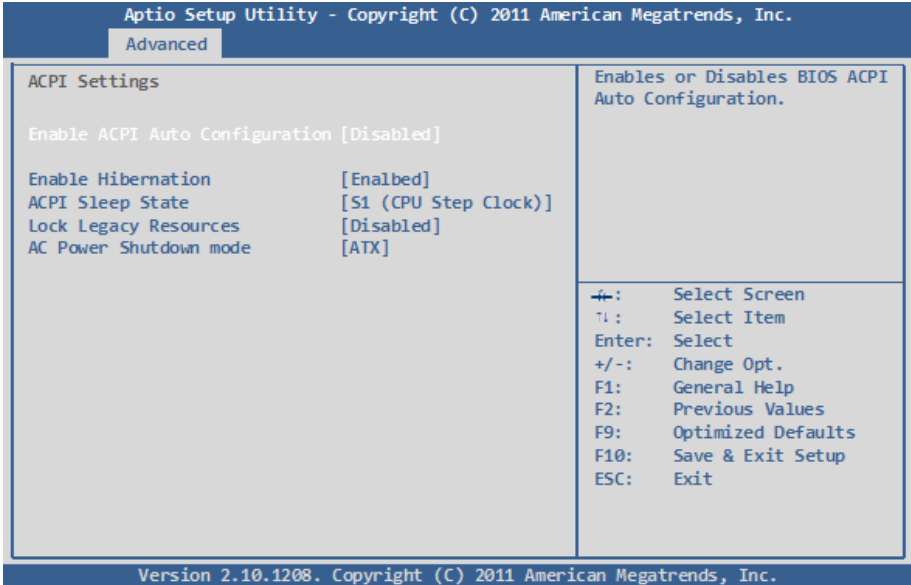 Aptio Setup Utility - Copyright (C) 2011 American Megatrends, Inc.
Advanced
ACPI Settings
Enable ACPI Auto Configuration [Disabled]
Enable Hibernation [Enalbed]
ACPI Sleep State [S1 (CPU Step Clock)]
Lock Legacy Resources [Disabled]
AC Power Shutdown mode [ATX]
Enables or Disables BIOS ACPI
Auto Configuration.
: Select Screen
↑↓ : Select Item
Enter: Select
+/-: Change Opt.
F1: General Help
F2: Previous Values
F9: Optimized Defaults
F10: Save & Exit Setup
ESC: Exit
Version 2.10.1208. Copyright (C) 2011 American Megatrends, Inc.